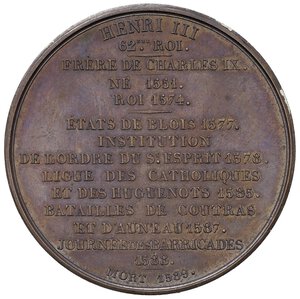 HENRI III
62ME ROI.
FRÈRE DE CHARLES IX.
NÉ 1551.
ROI 1574.
ETATS DE BLOIS 1577.
INSTITUTION
DE L'ORDRE DU ST ESPRIT 1578.
LIGUE DES CATHOLIQUES
ET DES HUGUENOTS 1585.
BATAILLES DE COUTRAS
ET D'AUNEAU 1587.
JOURNÉE DES BARRICADES
1588.
MORT 1589.